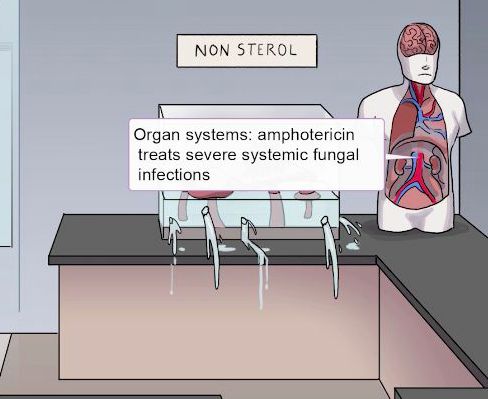 NON STEROL
Organ systems: amphotericin
treats severe systemic fungal
infections